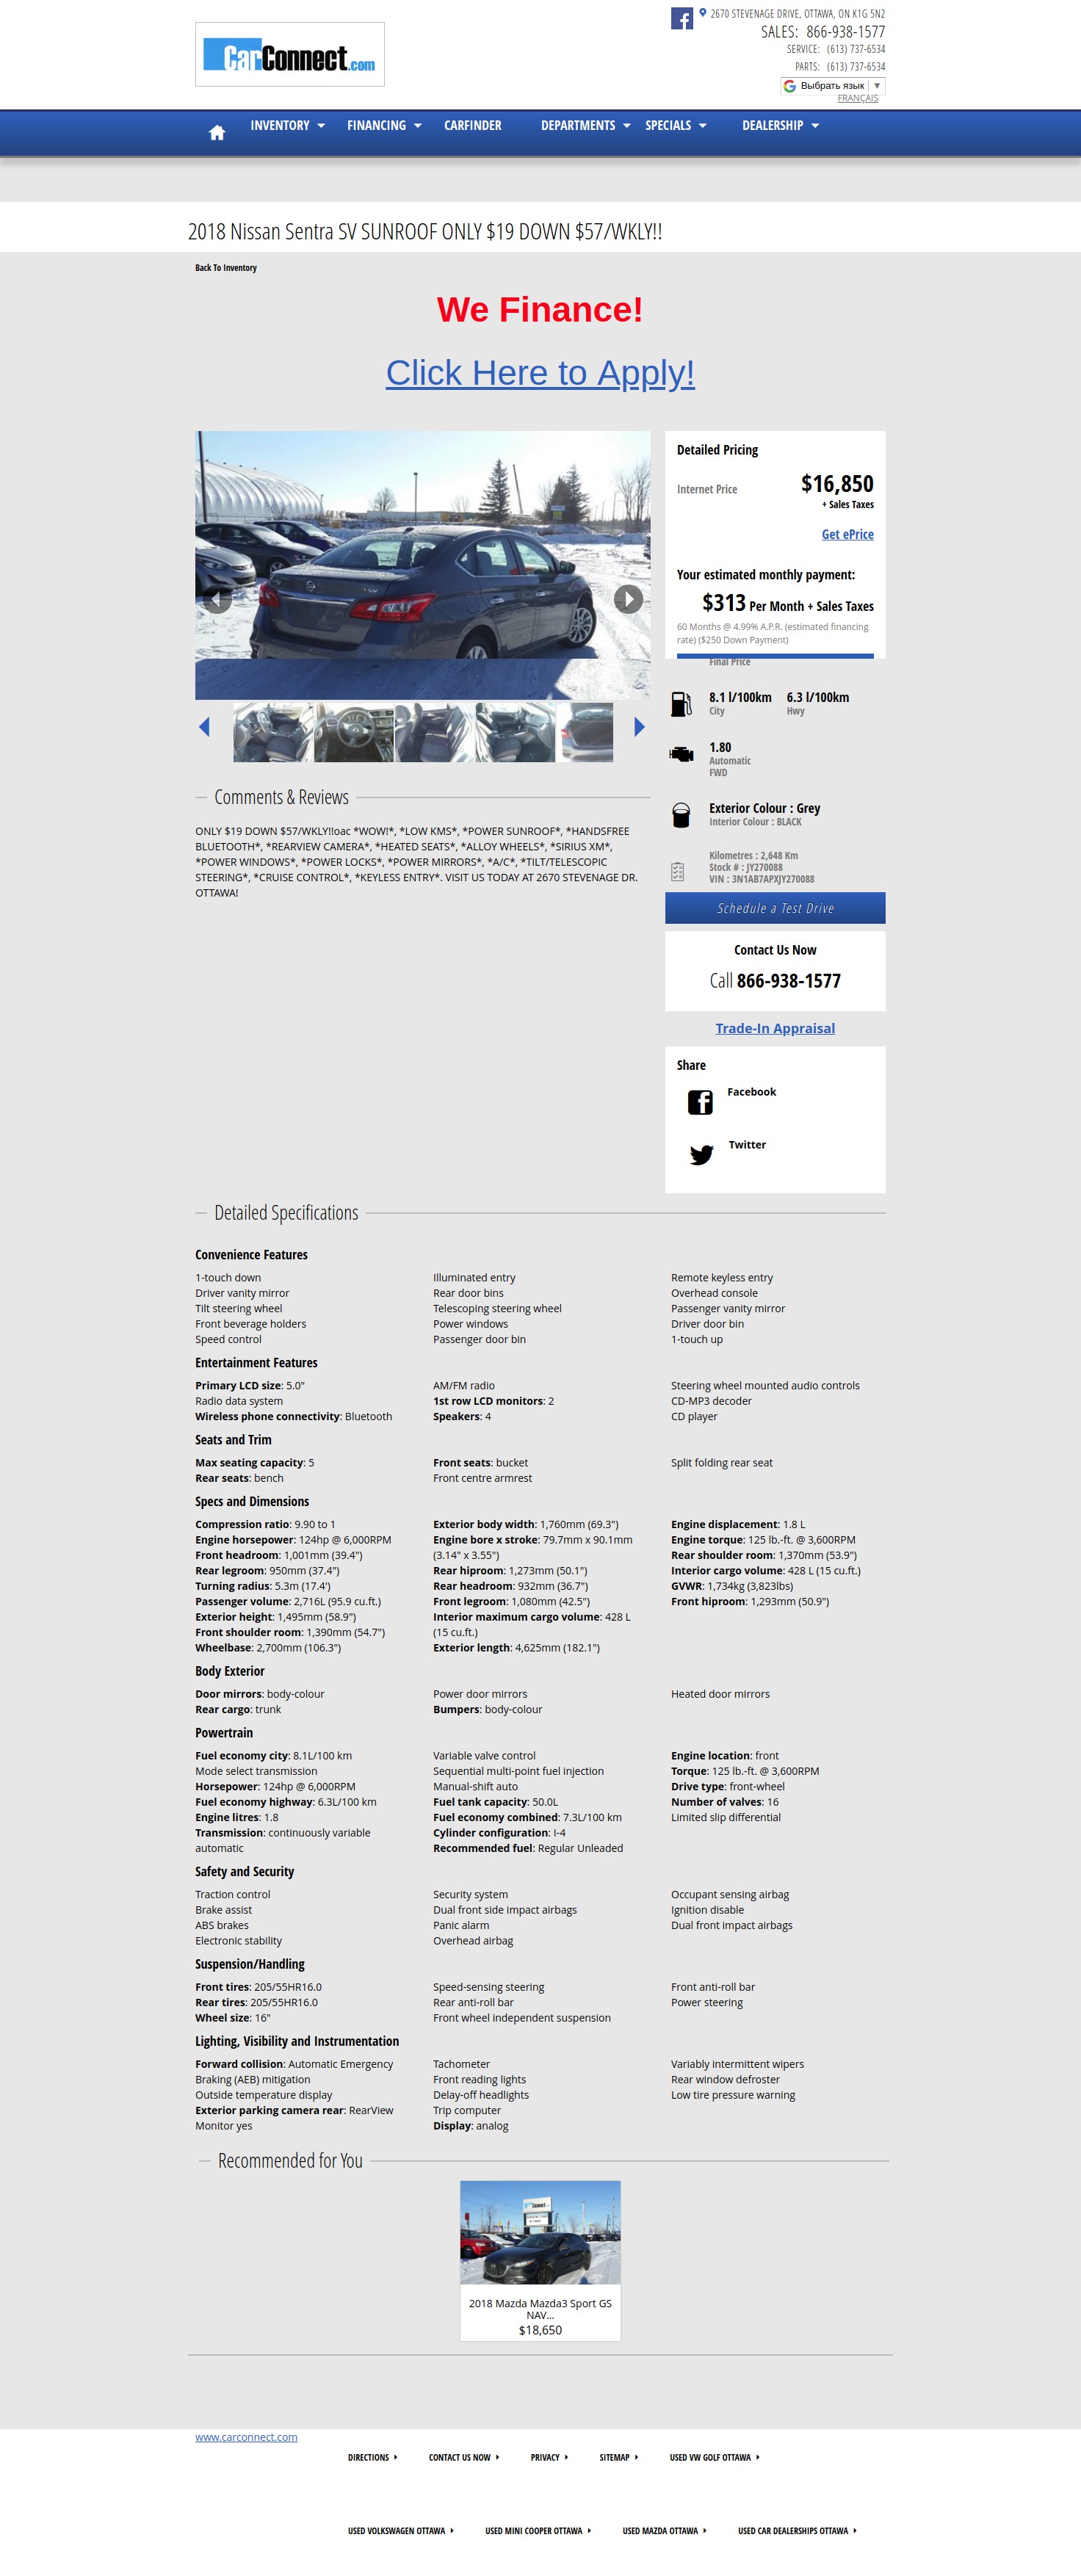 CarConnect.com
2670 STEVENAGE DRIVE, OTTAWA, ON K1G 5N2
SALES: 866-938-1577
SERVICE: (613) 737-6534
PARTS: (613) 737-6534
Выбрать язык ▼
FRANÇAIS
INVENTORY FINANCING CARFINDER DEPARTMENTS SPECIALS DEALERSHIP
2018 Nissan Sentra SV SUNROOF ONLY $19 DOWN $57/WKLY!!
Back To Inventory
We Finance!
Click Here to Apply!
Detailed Pricing
Internet Price $16,850
+ Sales Taxes
Get ePrice
Your estimated monthly payment:
$313 Per Month + Sales Taxes
60 Months @ 4.99% A.P.R. (estimated financing
rate) ($250 Down Payment)
Final Price
8.1 l/100km 6.3 l/100km
City Hwy
1.80
Automatic
FWD
Exterior Colour : Grey
Interior Colour : BLACK
Kilometres : 2,648 Km
Stock # : JY270088
VIN : 3N1AB7APXJY270088
Schedule a Test Drive
Contact Us Now
Call 866-938-1577
Trade-In Appraisal
Share
Facebook
Twitter
Comments & Reviews
ONLY $19 DOWN $57/WKLY!!oac *WOW!*, *LOW KMS*, *POWER SUNROOF*, *HANDSFREE
BLUETOOTH*, *REARVIEW CAMERA*, *HEATED SEATS*, *ALLOY WHEELS*, *SIRIUS XM*,
*POWER WINDOWS*, *POWER LOCKS*, *POWER MIRRORS*, *A/C*, *TILT/TELESCOPIC
STEERING*, *CRUISE CONTROL*, *KEYLESS ENTRY*. VISIT US TODAY AT 2670 STEVENAGE DR.
OTTAWA!
Detailed Specifications
Convenience Features
1-touch down Illuminated entry Remote keyless entry
Driver vanity mirror Rear door bins Overhead console
Tilt steering wheel Telescoping steering wheel Passenger vanity mirror
Front beverage holders Power windows Driver door bin
Speed control Passenger door bin 1-touch up
Entertainment Features
Primary LCD size: 5.0" AM/FM radio Steering wheel mounted audio controls
Radio data system 1st row LCD monitors: 2 CD-MP3 decoder
Wireless phone connectivity: Bluetooth Speakers: 4 CD player
Seats and Trim
Max seating capacity: 5 Front seats: bucket Split folding rear seat
Rear seats: bench Front centre armrest
Specs and Dimensions
Compression ratio: 9.90 to 1 Exterior body width: 1,760mm (69.3") Engine displacement: 1.8 L
Engine horsepower: 124hp @ 6,000RPM Engine bore x stroke: 79.7mm x 90.1mm Engine torque: 125 lb.-ft. @ 3,600RPM
Front headroom: 1,001mm (39.4") (3.14" x 3.55") Rear shoulder room: 1,370mm (53.9")
Rear legroom: 950mm (37.4") Rear hiproom: 1,273mm (50.1") Interior cargo volume: 428 L (15 cu.ft.)
Turning radius: 5.3m (17.4') Rear headroom: 932mm (36.7") GVWR: 1,734kg (3,823lbs)
Passenger volume: 2,716L (95.9 cu.ft.) Front legroom: 1,080mm (42.5") Front hiproom: 1,293mm (50.9")
Exterior height: 1,495mm (58.9") Interior maximum cargo volume: 428 L
Front shoulder room: 1,390mm (54.7") (15 cu.ft.)
Wheelbase: 2,700mm (106.3") Exterior length: 4,625mm (182.1")
Body Exterior
Door mirrors: body-colour Power door mirrors Heated door mirrors
Rear cargo: trunk Bumpers: body-colour
Powertrain
Fuel economy city: 8.1L/100 km Variable valve control Engine location: front
Mode select transmission Sequential multi-point fuel injection Torque: 125 lb.-ft. @ 3,600RPM
Horsepower: 124hp @ 6,000RPM Manual-shift auto Drive type: front-wheel
Fuel economy highway: 6.3L/100 km Fuel tank capacity: 50.0L Number of valves: 16
Engine litres: 1.8 Fuel economy combined: 7.3L/100 km Limited slip differential
Transmission: continuously variable Cylinder configuration: I-4
automatic Recommended fuel: Regular Unleaded
Safety and Security
Traction control Security system Occupant sensing airbag
Brake assist Dual front side impact airbags Ignition disable
ABS brakes Panic alarm Dual front impact airbags
Electronic stability Overhead airbag
Suspension/Handling
Front tires: 205/55HR16.0 Speed-sensing steering Front anti-roll bar
Rear tires: 205/55HR16.0 Rear anti-roll bar Power steering
Wheel size: 16" Front wheel independent suspension
Lighting, Visibility and Instrumentation
Forward collision: Automatic Emergency Tachometer Variably intermittent wipers
Braking (AEB) mitigation Front reading lights Rear window defroster
Outside temperature display Delay-off headlights Low tire pressure warning
Exterior parking camera rear: RearView Trip computer
Monitor yes Display: analog
Recommended for You
2018 Mazda Mazda3 Sport GS
NAV...
$18,650
www.carconnect.com
DIRECTIONS CONTACT US NOW PRIVACY SITEMAP USED VW GOLF OTTAWA
USED VOLKSWAGEN OTTAWA USED MINI COOPER OTTAWA USED MAZDA OTTAWA USED CAR DEALERSHIPS OTTAWA